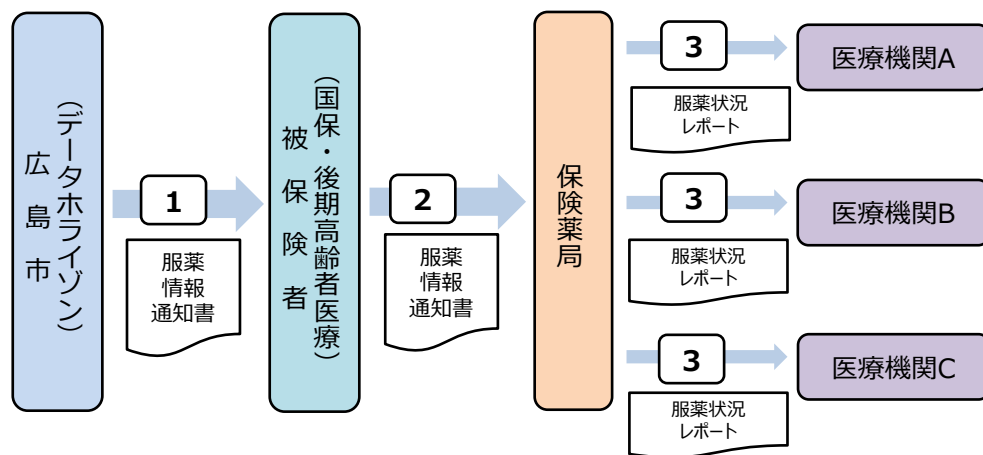 広島市
(データホライゾン)
1
服薬
情報
通知書
被保険者
(国保・後期高齢者医療)
2
服薬
情報
通知書
保険薬局
3
服薬状況
レポート
医療機関A
3
服薬状況
レポート
医療機関B
3
服薬状況
レポート
医療機関C